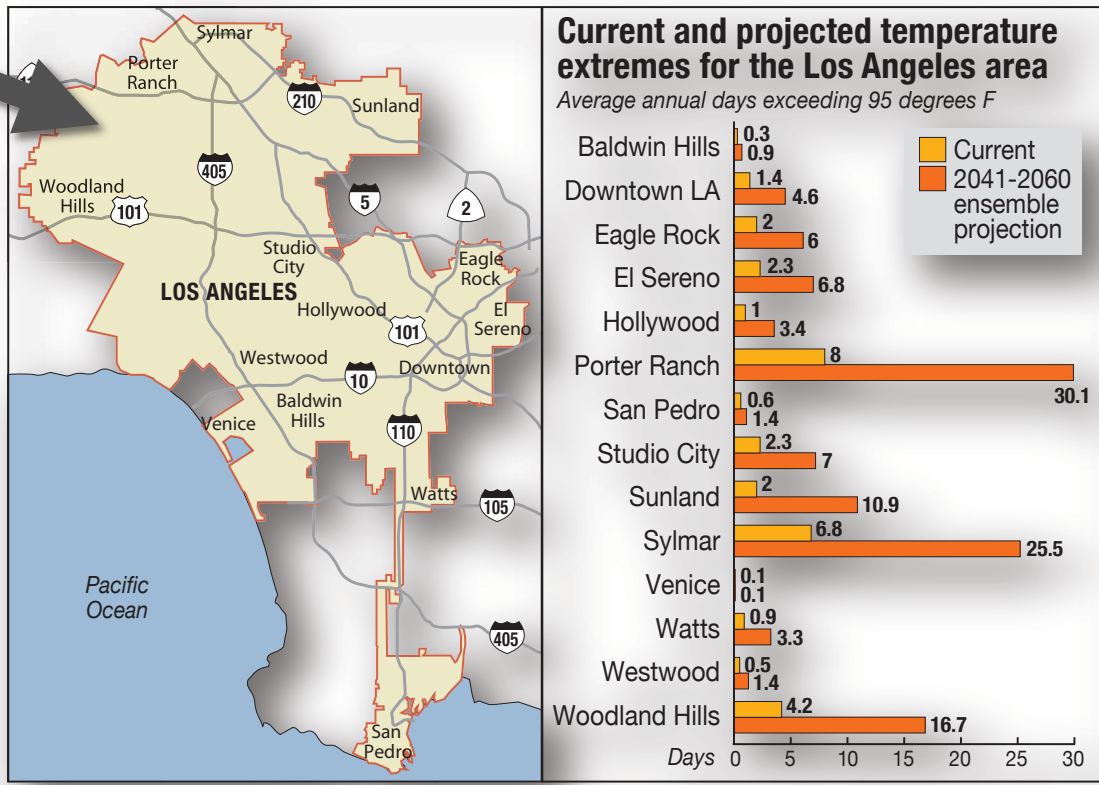 Sylmar
Porter
Ranch
210
Sunland
405
Woodland
Hills
101
5
2
Studio
City
Eagle
Rock
LOS ANGELES
Hollywood
El
Sereno
101
Westwood
10
Downtown
Baldwin
Hills
Venice
110
Watts
105
Pacific
Ocean
405
San
Pedro
Current and projected temperature
extremes for the Los Angeles area
Average annual days exceeding 95 degrees F
Current
2041-2060
ensemble
projection
Baldwin Hills 0.3
0.9
Downtown LA 1.4
4.6
Eagle Rock 2
6
El Sereno 2.3
6.8
Hollywood 1
3.4
Porter Ranch 8
30.1
San Pedro 0.6
1.4
Studio City 2.3
7
Sunland 2
10.9
Sylmar 6.8
25.5
Venice 0.1
0.1
Watts 0.9
3.3
Westwood 0.5
1.4
Woodland Hills 4.2
16.7
Days 0 5 10 15 20 25 30